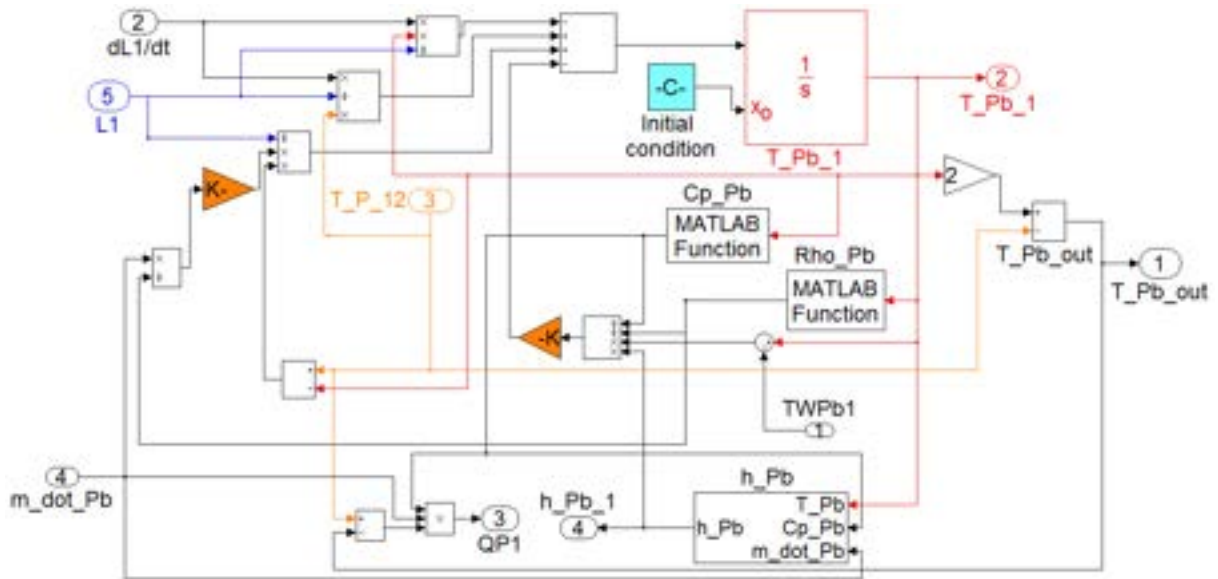 2
dL1/dt
5
L1
-C-
Initial
condition
1
s
xo
T_Pb_1
2
T_Pb_1
K-
T_P_12
3
Cp_Pb
MATLAB
Function
2
T_Pb_out
1
T_Pb_out
Rho_Pb
MATLAB
Function
-K
TWPb1
1
4
m_dot_Pb
3
QP1
h_Pb_1
4
h_Pb
T_Pb
h_Pb
Cp_Pb
m_dot_Pb